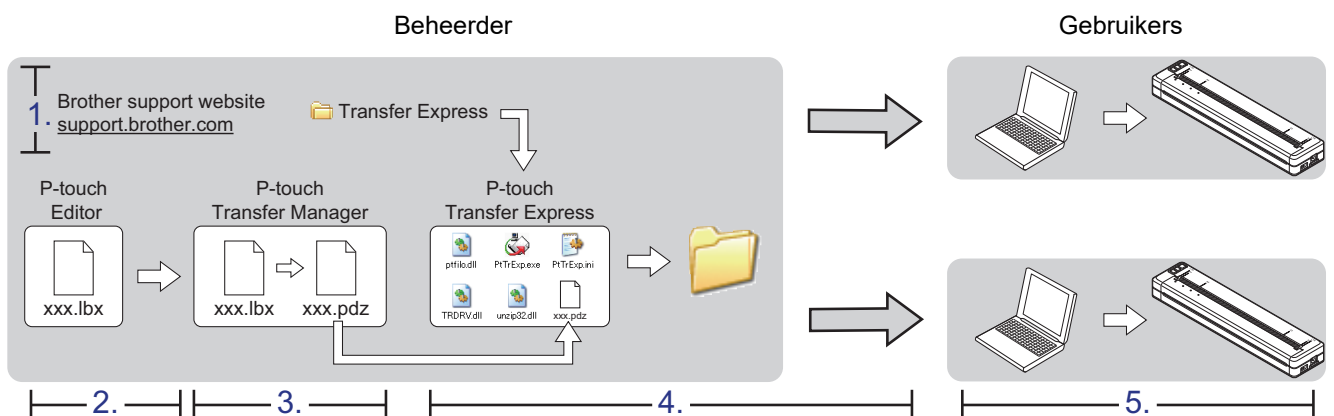 Beheerder
Gebruikers
1.
Brother support website
support.brother.com
Transfer Express
P-touch
Editor
xxx.lbx
P-touch
Transfer Manager
xxx.lbx
xxx.pdz
P-touch
Transfer Express
ptfilo.dll
PtTrExp.exe
PtTrExp.ini
TRDRV.dll
unzip32.dll
xxx.pdz
2.
3.
4.
5.